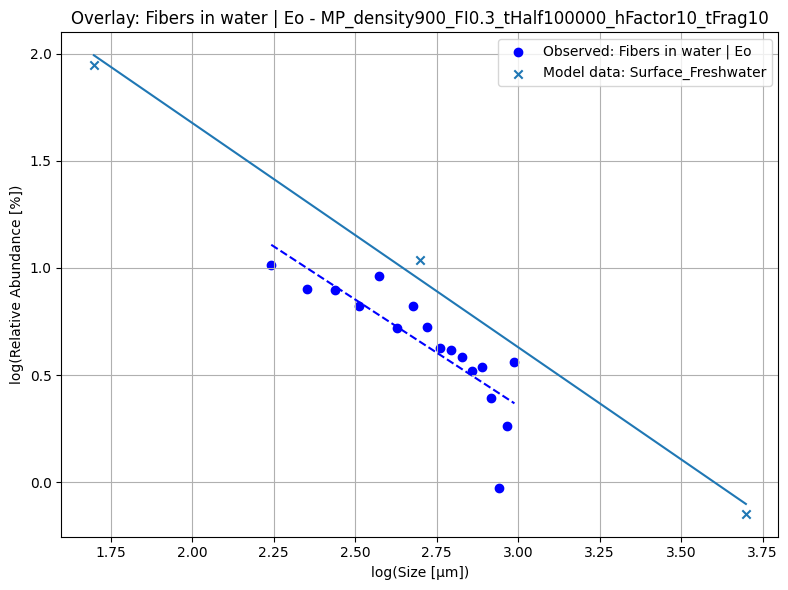 Overlay: Fibers in water | Eo - MP_density900_FI0.3_tHalf100000_hFactor10_tFrag10
Observed: Fibers in water | Eo
Model data: Surface_Freshwater
log(Relative Abundance [%])
2.0
1.5
1.0
0.5
0.0
1.75 2.00 2.25 2.50 2.75 3.00 3.25 3.50 3.75
log(Size [µm])